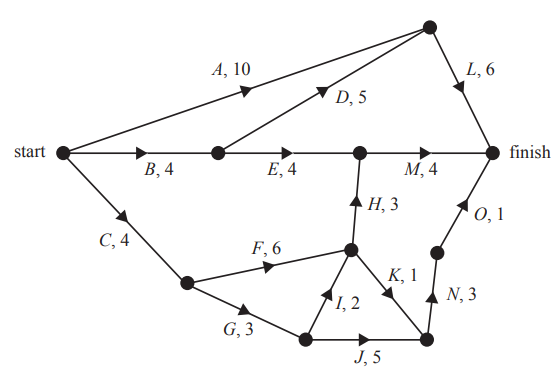 A, 10
L, 6
D, 5
start
finish
B, 4
E, 4
M, 4
H, 3
O, 1
C, 4
F, 6
K, 1
I, 2
N, 3
G, 3
J, 5